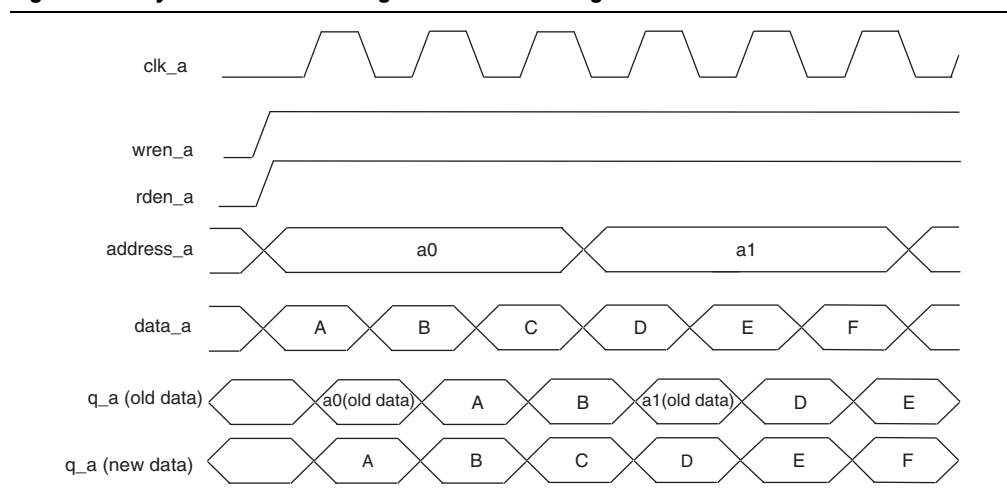 clk_a
wren_a
rden_a
address_a a0 a1
data_a A B C D E F
q_a (old data) a0(old data) A B a1(old data) D E
q_a (new data) A B C D E F